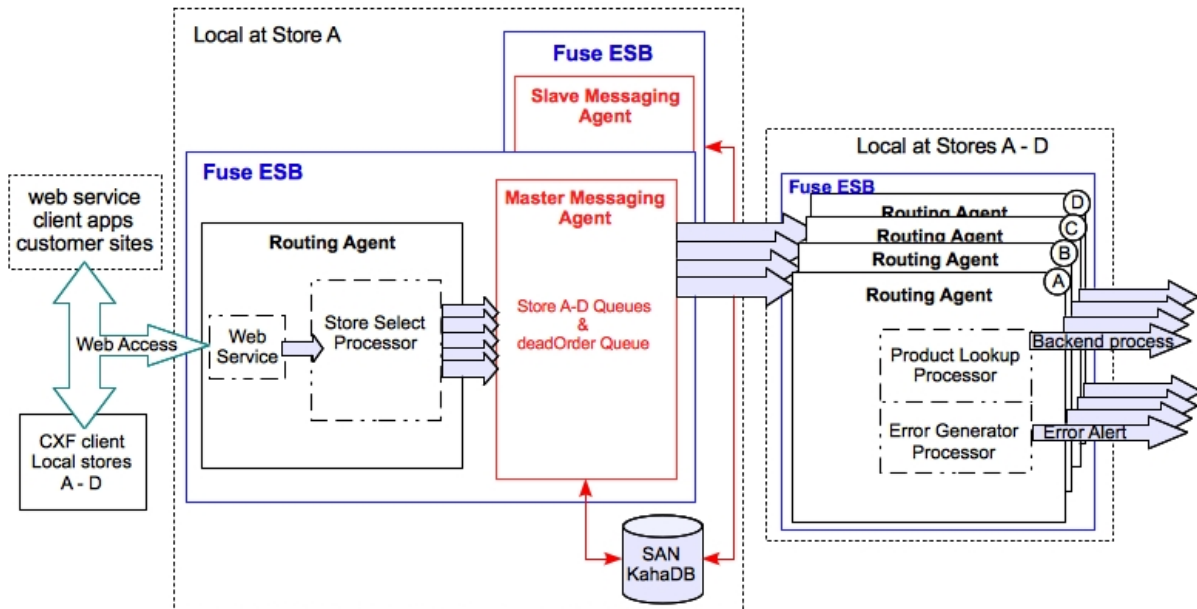 Local at Store A
Fuse ESB
Slave Messaging
Agent
Fuse ESB
Master Messaging
Agent
Store A-D Queues
&
deadOrder Queue
Routing Agent
Web
Service
Store Select
Processor
web service
client apps
customer sites
Web Access
CXF client
Local stores
A - D
SAN
KahaDB
Local at Stores A - D
Fuse ESB
D
Routing Agent
C
Routing Agent
B
Routing Agent
A
Routing Agent
Product Lookup
Processor
Error Generator
Processor
Backend process
Error Alert